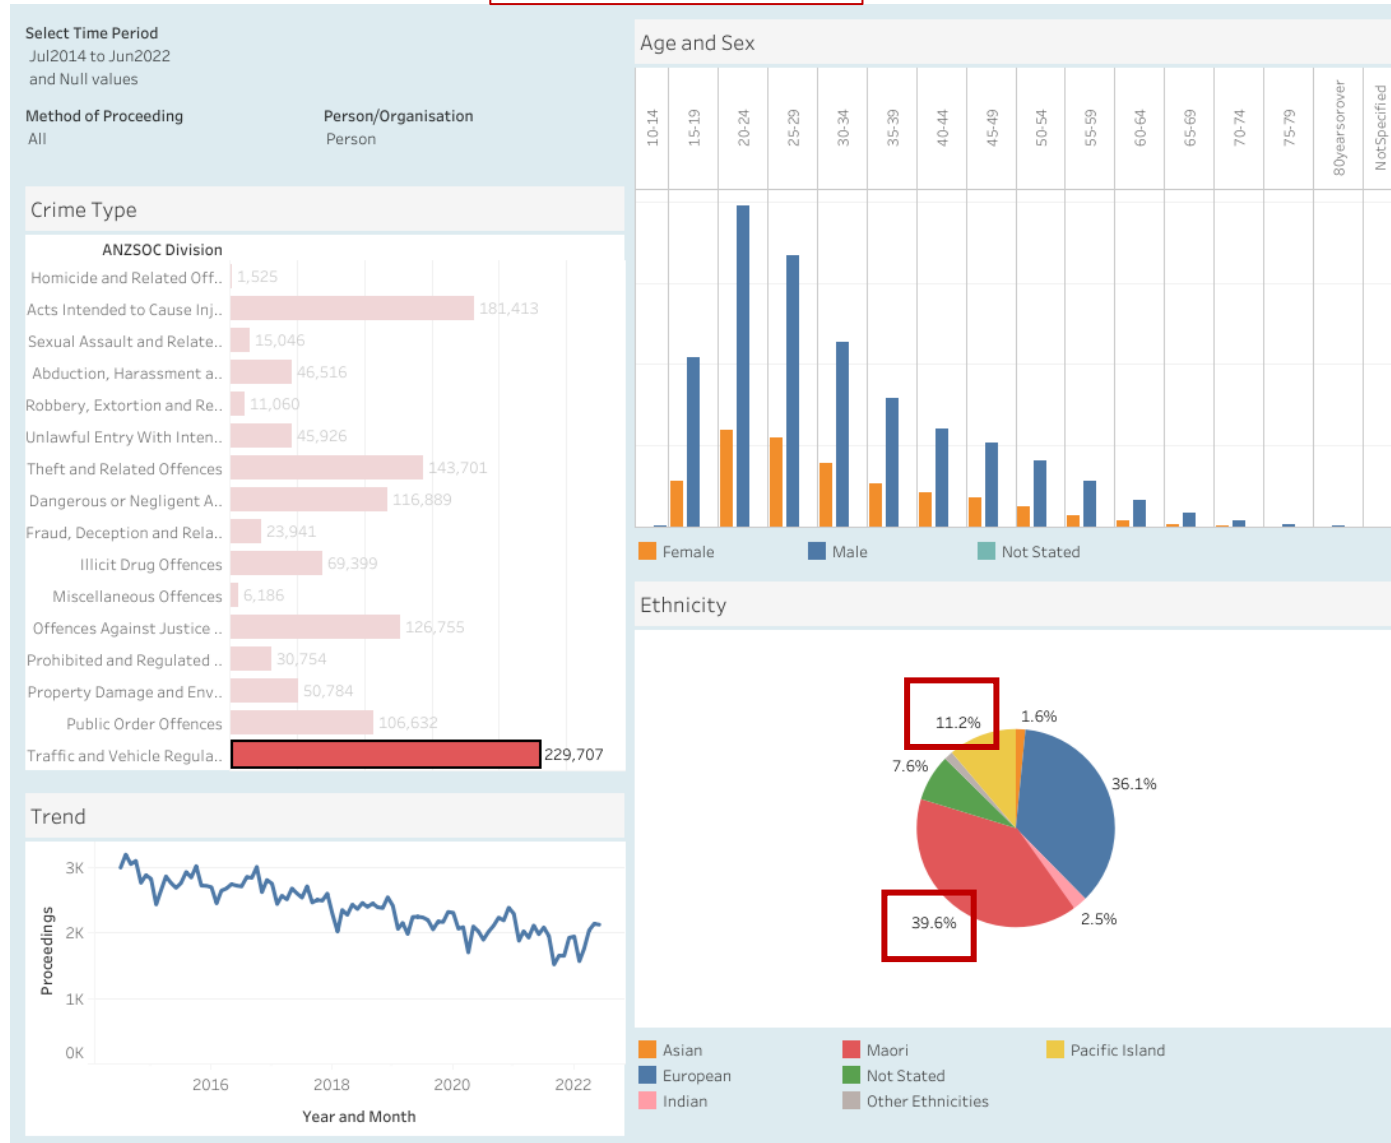 Select Time Period
Jul2014 to Jun2022
and Null values
Method of Proceeding
All
Person/Organisation
Person
Crime Type
ANZSOC Division
Homicide and Related Off.. 1,525
Acts Intended to Cause Inj.. 181,413
Sexual Assault and Relate.. 15,046
Abduction, Harassment a.. 46,516
Robbery, Extortion and Re.. 11,060
Unlawful Entry With Inten.. 45,926
Theft and Related Offences 143,701
Dangerous or Negligent A.. 116,889
Fraud, Deception and Rela.. 23,941
Illicit Drug Offences 69,399
Miscellaneous Offences 6,186
Offences Against Justice .. 126,755
Prohibited and Regulated .. 30,754
Property Damage and Env.. 50,784
Public Order Offences 106,632
Traffic and Vehicle Regula.. 229,707
Trend
Proceedings
3K
2K
1K
0K
2016 2018 2020 2022
Year and Month
Age and Sex
10-14
15-19
20-24
25-29
30-34
35-39
40-44
45-49
50-54
55-59
60-64
65-69
70-74
75-79
80yearsorover
NotSpecified
Female Male Not Stated
Ethnicity
11.2%
1.6%
7.6%
36.1%
39.6%
2.5%
Asian Maori Pacific Island
European Not Stated
Indian Other Ethnicities